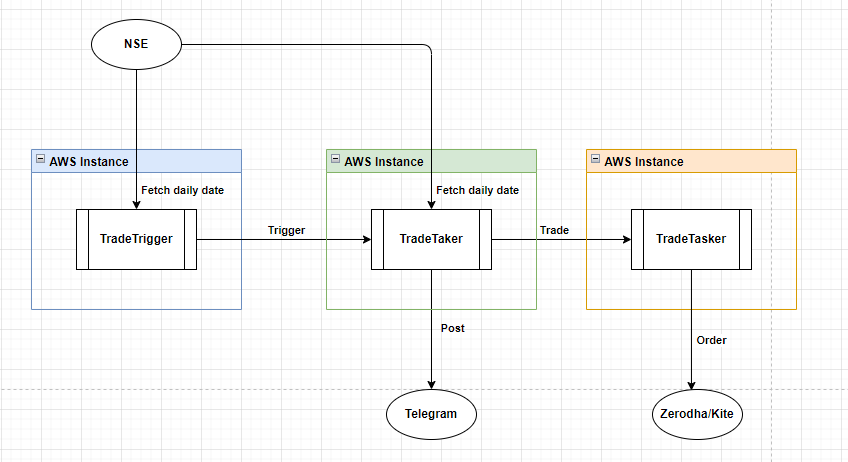 NSE
AWS Instance
AWS Instance
AWS Instance
Fetch daily date
Fetch daily date
TradeTrigger
Trigger
TradeTaker
Trade
TradeTasker
Post
Order
Telegram
Zerodha/Kite